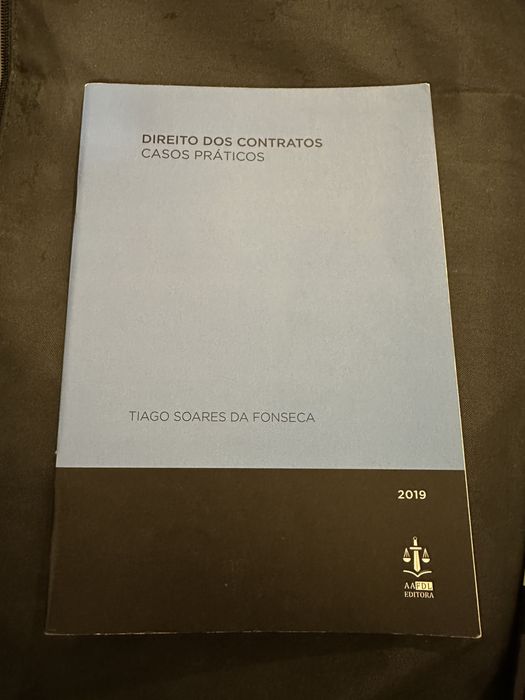 DIREITO DOS CONTRATOS
CASOS PRÁTICOS
TIAGO SOARES DA FONSECA
2019
AAFDL
EDITORA